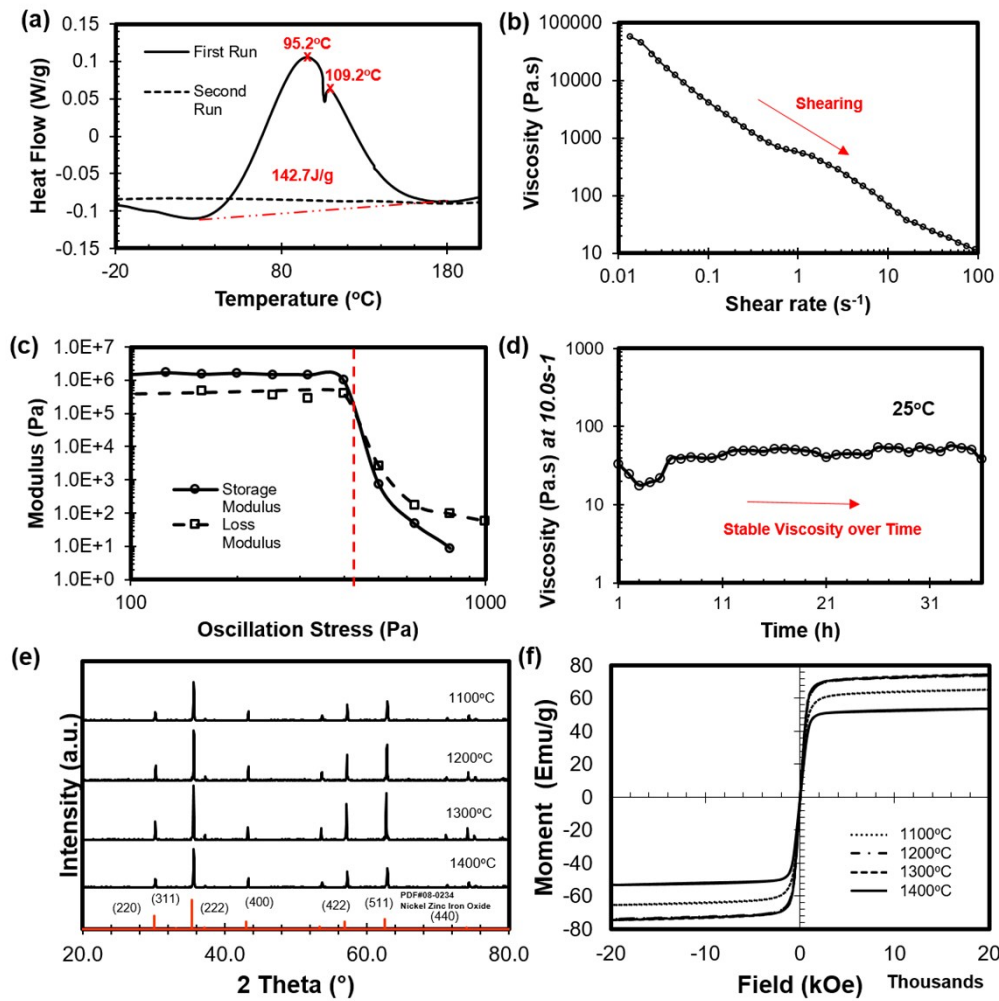 (a)
0.15
0.1
0.05
0
-0.05
-0.1
-0.15
Heat Flow (W/g)
First Run
Second
Run
95.2°C
109.2°C
142.7J/g
-20
80
180
Temperature (°C)
(b)
100000
10000
1000
100
10
Viscosity (Pa.s)
Shearing
0.01
0.1
1
10
100
Shear rate (s-1)
(c)
1.0E+7
1.0E+6
1.0E+5
1.0E+4
1.0E+3
1.0E+2
1.0E+1
1.0E+0
Modulus (Pa)
Storage
Modulus
Loss
Modulus
100
1000
Oscillation Stress (Pa)
(d)
1000
100
10
1
Viscosity (Pa.s) at 10.0s-1
25°C
Stable Viscosity over Time
1
11
21
31
Time (h)
(e)
Intensity (a.u.)
1100°C
1200°C
1300°C
1400°C
PDF#08-0234
Nickel Zinc Iron Oxide
(220)
(311)
(222)
(400)
(422)
(511)
(440)
20.0
40.0
60.0
80.0
2 Theta (°)
(f)
80
60
40
20
0
-20
-40
-60
-80
Moment (Emu/g)
1100°C
1200°C
1300°C
1400°C
-20
-10
0
10
20
Field (kOe)
Thousands